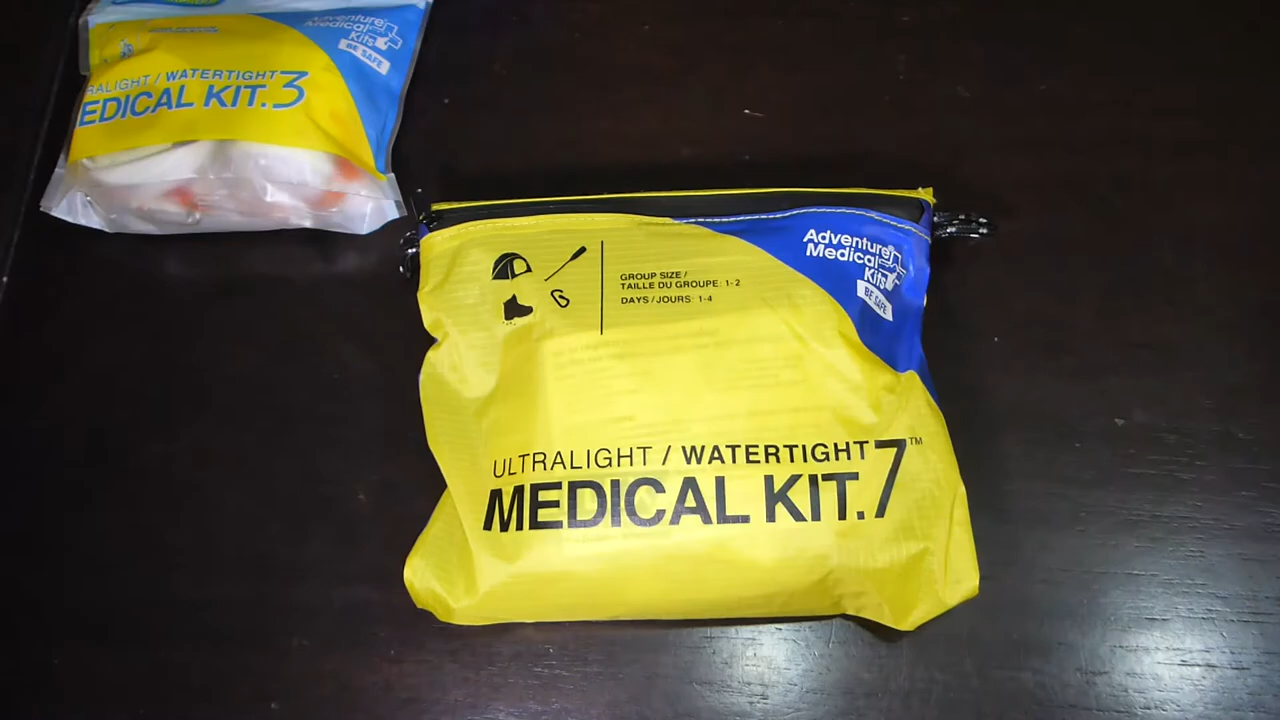 Adventure
Medical
Kits
BE SAFE
RALIGHT / WATERTIGHT 3
EDICAL KIT.
Adventure
Medical
Kits
BE SAFE
GROUP SIZE /
TAILLE DU GROUPE: 1-2
DAYS / JOURS: 1-4
ULTRALIGHT / WATERTIGHT 7™
MEDICAL KIT.